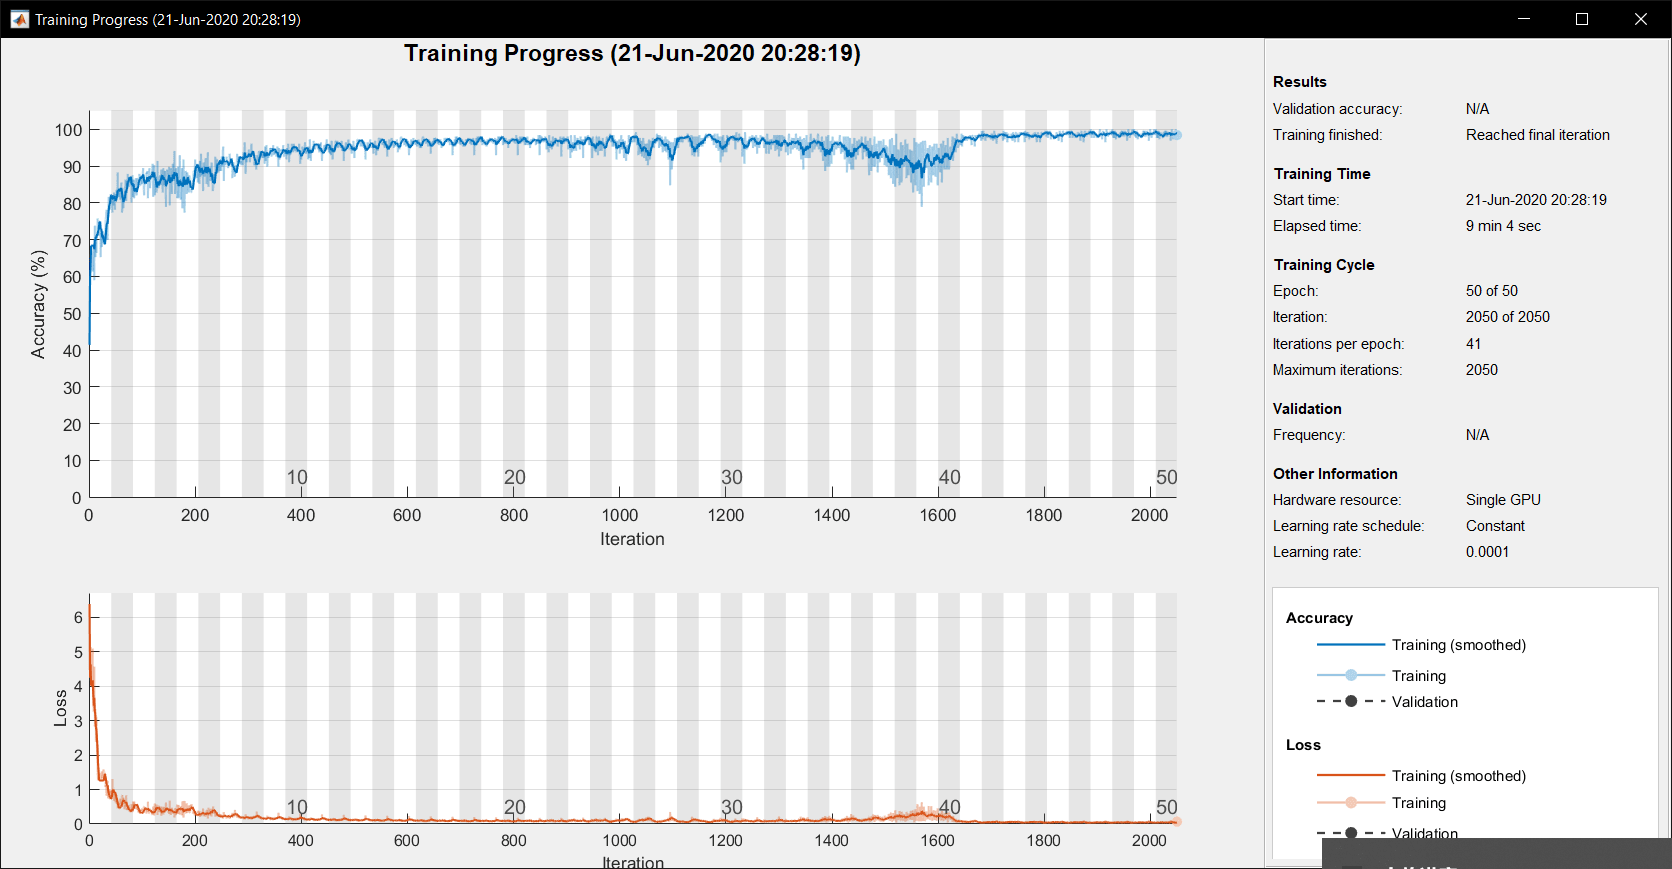 Training Progress (21-Jun-2020 20:28:19)
Training Progress (21-Jun-2020 20:28:19)
Accuracy (%)
100
90
80
70
60
50
40
30
20
10
0
10 20 30 40 50
0 200 400 600 800 1000 1200 1400 1600 1800 2000
Iteration
Loss
6
5
4
3
2
1
0
10 20 30 40 50
0 200 400 600 800 1000 1200 1400 1600 1800 2000
Iteration
Results
Validation accuracy: N/A
Training finished: Reached final iteration
Training Time
Start time: 21-Jun-2020 20:28:19
Elapsed time: 9 min 4 sec
Training Cycle
Epoch: 50 of 50
Iteration: 2050 of 2050
Iterations per epoch: 41
Maximum iterations: 2050
Validation
Frequency: N/A
Other Information
Hardware resource: Single GPU
Learning rate schedule: Constant
Learning rate: 0.0001
Accuracy
Training (smoothed)
Training
Validation
Loss
Training (smoothed)
Training
Validation